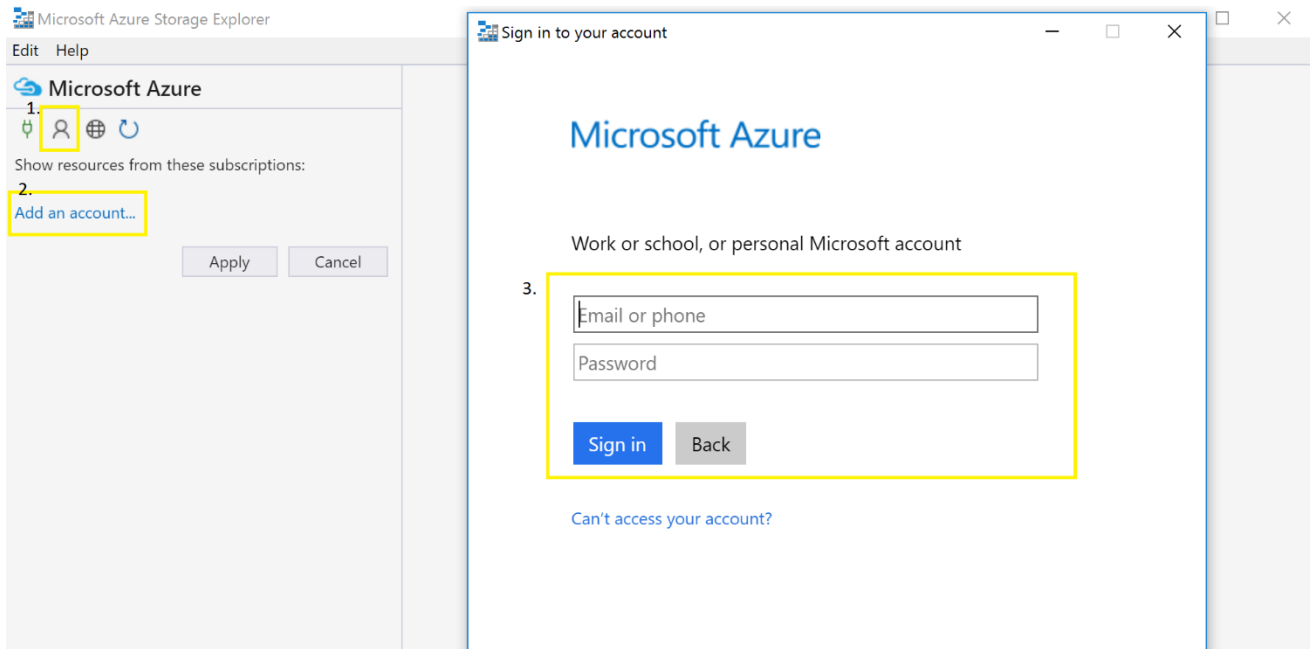 Microsoft Azure Storage Explorer
Edit Help
Microsoft Azure
1.
Show resources from these subscriptions:
2.
Add an account...
Apply Cancel
Sign in to your account
Microsoft Azure
Work or school, or personal Microsoft account
3.
Email or phone
Password
Sign in Back
Can't access your account?